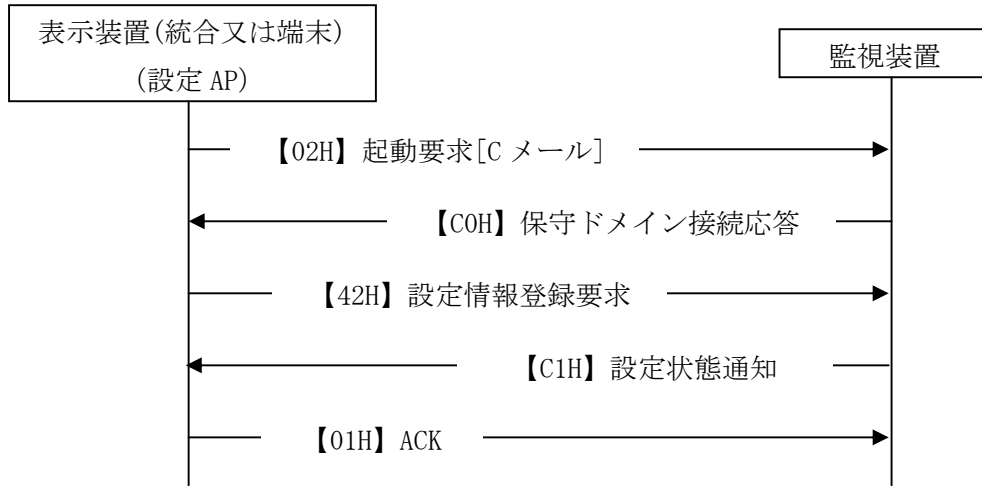 表示装置(統合又は端末)
(設定 AP)
監視装置
【02H】起動要求[C メール]
【C0H】保守ドメイン接続応答
【42H】設定情報登録要求
【C1H】設定状態通知
【01H】ACK